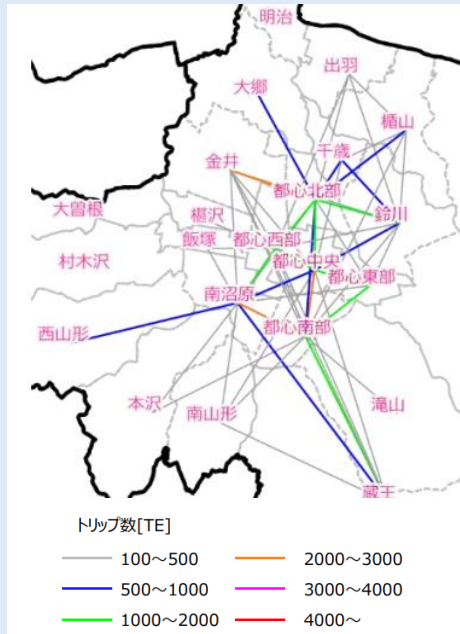 明治
出羽
大郷
楯山
千歳
金井
都心北部
大曽根
椹沢
鈴川
飯塚
都心西部
村木沢
都心中央
都心東部
南沼原
西山形
都心南部
本沢
南山形
滝山
蔵王
トリップ数[TE]
100～500
2000～3000
500～1000
3000～4000
1000～2000
4000～